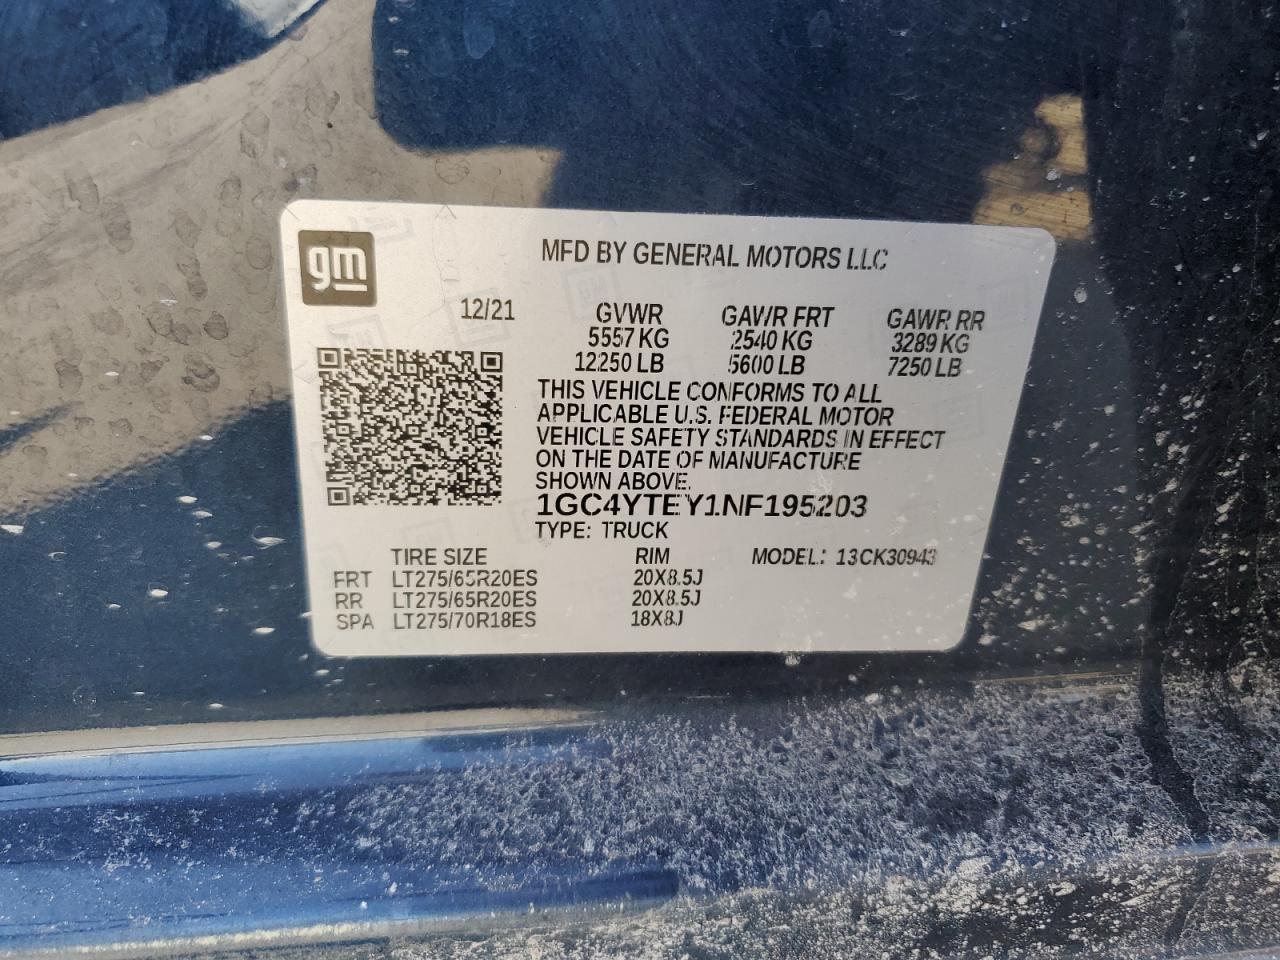 gm
MFD BY GENERAL MOTORS LLC
12/21 GVWR GAWR FRT GAWR RR
5557 KG 2540 KG 3289 KG
12250 LB 5600 LB 7250 LB
THIS VEHICLE CONFORMS TO ALL
APPLICABLE U.S. FEDERAL MOTOR
VEHICLE SAFETY STANDARDS IN EFFECT
ON THE DATE OF MANUFACTURE
SHOWN ABOVE.
1GC4YTEY1NF195203
TYPE: TRUCK
TIRE SIZE RIM MODEL: 13CK30943
FRT LT275/65R20ES 20X8.5J
RR LT275/65R20ES 20X8.5J
SPA LT275/70R18ES 18X8J